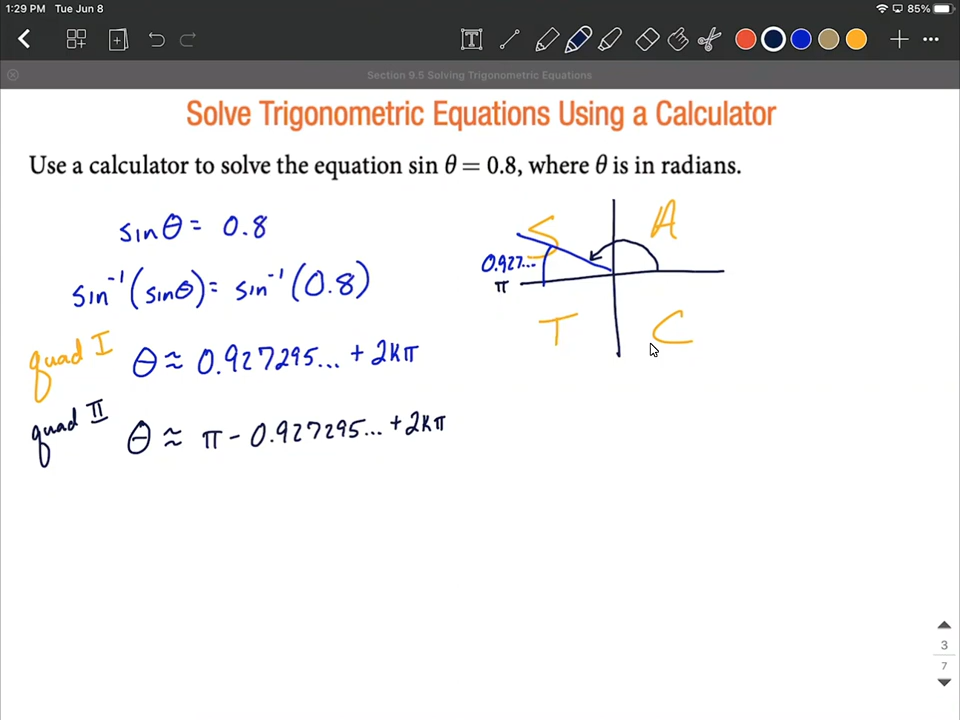 1:29 PM Tue Jun 8
85%
Section 9.5 Solving Trigonometric Equations
Solve Trigonometric Equations Using a Calculator
Use a calculator to solve the equation sin θ = 0.8, where θ is in radians.
sinθ = 0.8
S A
sin⁻¹(sinθ) = sin⁻¹(0.8)
0.927...
π
T C
quad I θ ≈ 0.927295... + 2kπ
quad II θ ≈ π - 0.927295... + 2kπ
3
7